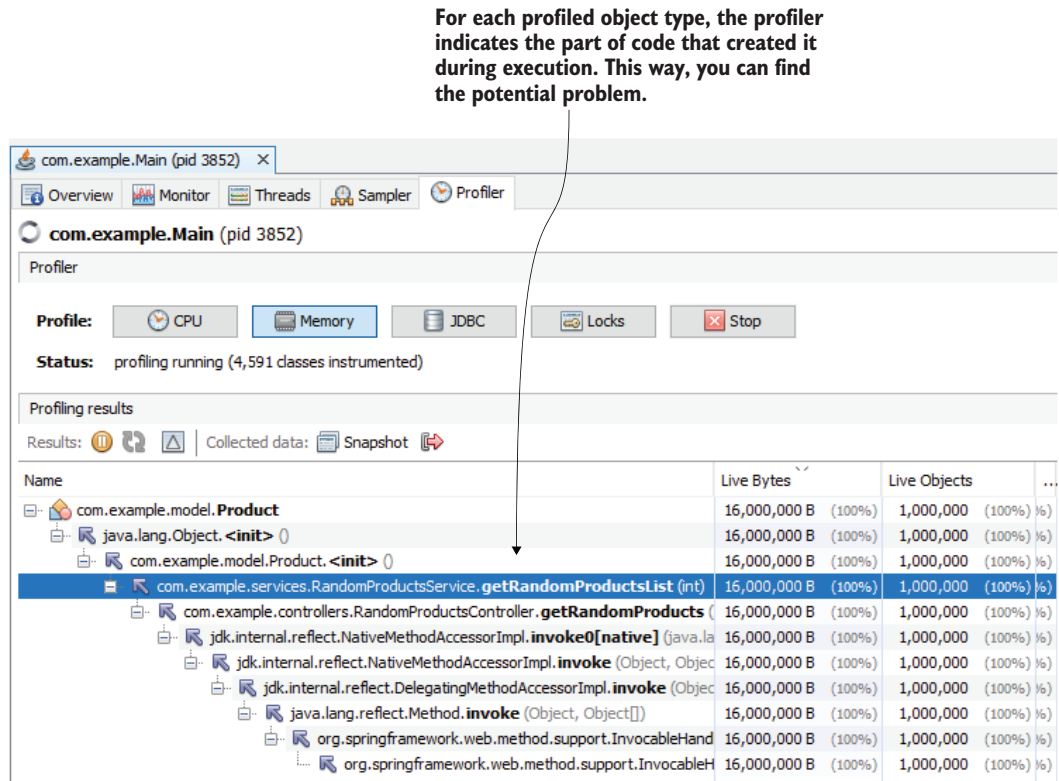 For each profiled object type, the profiler
indicates the part of code that created it
during execution. This way, you can find
the potential problem.
com.example.Main (pid 3852) ×
Overview Monitor Threads Sampler Profiler
com.example.Main (pid 3852)
Profiler
Profile: CPU Memory JDBC Locks Stop
Status: profiling running (4,591 classes instrumented)
Profiling results
Results: Collected data: Snapshot
Name Live Bytes Live Objects ...
com.example.model.Product 16,000,000 B (100%) 1,000,000 (100%) %)
java.lang.Object.<init> () 16,000,000 B (100%) 1,000,000 (100%) %)
com.example.model.Product.<init> () 16,000,000 B (100%) 1,000,000 (100%) %)
com.example.services.RandomProductsService.getRandomProductsList (int) 16,000,000 B (100%) 1,000,000 (100%) %)
com.example.controllers.RandomProductsController.getRandomProducts ( 16,000,000 B (100%) 1,000,000 (100%) %)
jdk.internal.reflect.NativeMethodAccessorImpl.invoke0[native] (java.la 16,000,000 B (100%) 1,000,000 (100%) %)
jdk.internal.reflect.NativeMethodAccessorImpl.invoke (Object, Objec 16,000,000 B (100%) 1,000,000 (100%) %)
jdk.internal.reflect.DelegatingMethodAccessorImpl.invoke (Objec 16,000,000 B (100%) 1,000,000 (100%) %)
java.lang.reflect.Method.invoke (Object, Object[]) 16,000,000 B (100%) 1,000,000 (100%) %)
org.springframework.web.method.support.InvocableHand 16,000,000 B (100%) 1,000,000 (100%) %)
org.springframework.web.method.support.InvocableH 16,000,000 B (100%) 1,000,000 (100%) %)